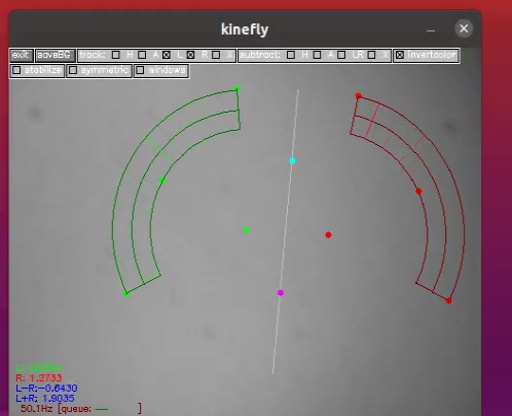 kinefly
exit saveBG track: H A L R X subtract: H A LR X invertcolor
stabilize symmetric windows
R: 1.2733
L-R:-0.6430
L+R: 1.9035
50.1Hz [queue: — ]